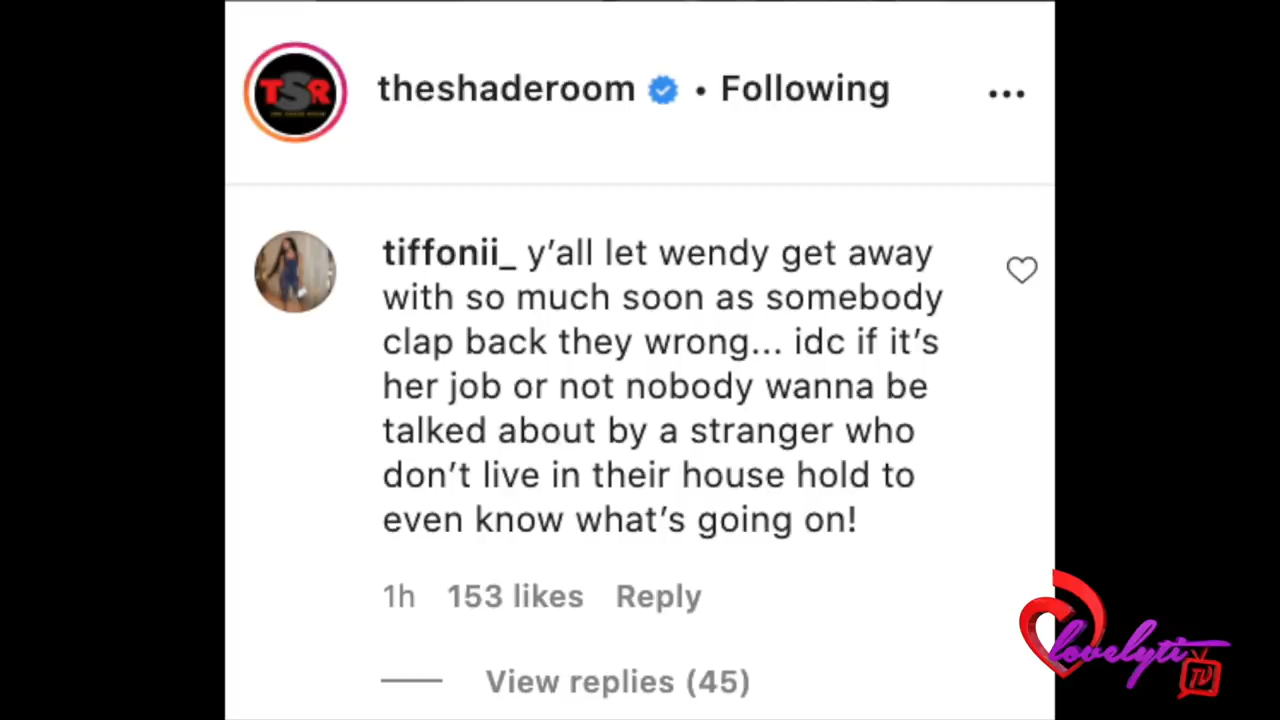 TSR
theshaderoom • Following
tiffonii_ y’all let wendy get away
with so much soon as somebody
clap back they wrong... idc if it’s
her job or not nobody wanna be
talked about by a stranger who
don’t live in their house hold to
even know what’s going on!
1h 153 likes Reply
View replies (45)
lovelyti
TV